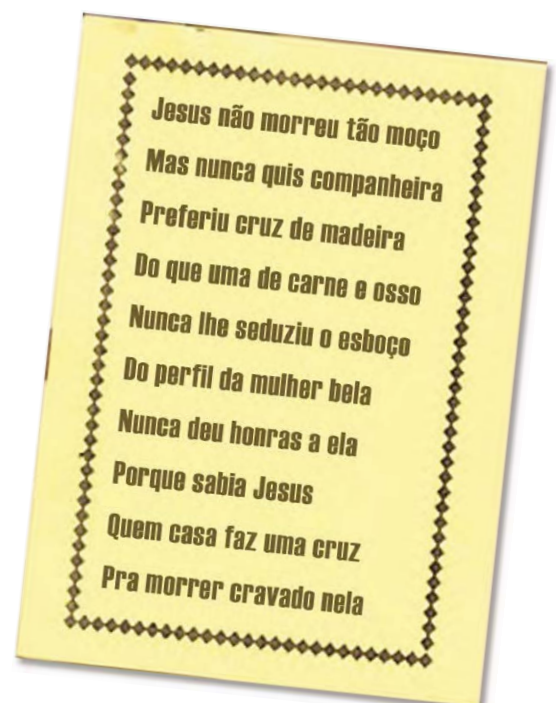 Jesus não morreu tão moço
Mas nunca quis companheira
Preferiu cruz de madeira
Do que uma de carne e osso
Nunca lhe seduziu o esboço
Do perfil da mulher bela
Nunca deu honras a ela
Porque sabia Jesus
Quem casa faz uma cruz
Pra morrer cravado nela